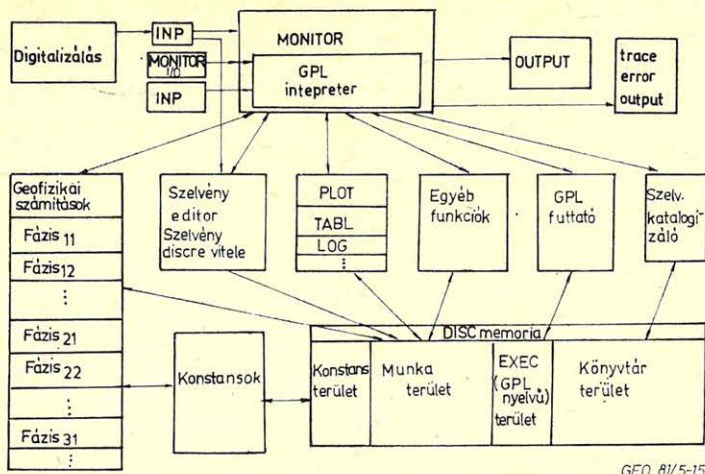 Digitalizálás
INP
MONITOR
I/O
INP
MONITOR
GPL
intepreter
OUTPUT
trace
error
output
Geofizikai
számítások
Fázis 11
Fázis 12
⋮
Fázis 21
Fázis 22
⋮
Fázis 31
⋮
Szelvény
editor
Szelvény
discre vitele
PLOT
TABL
LOG
⋮
Egyéb
funkciók
GPL
futtató
Szelv.
katalogi-
záló
Konstansok
DISC memoria
Konstans
terület
Munka
terület
EXEC
(GPL
nyelvű)
terület
Könyvtár
terület
GEO 81/5-15